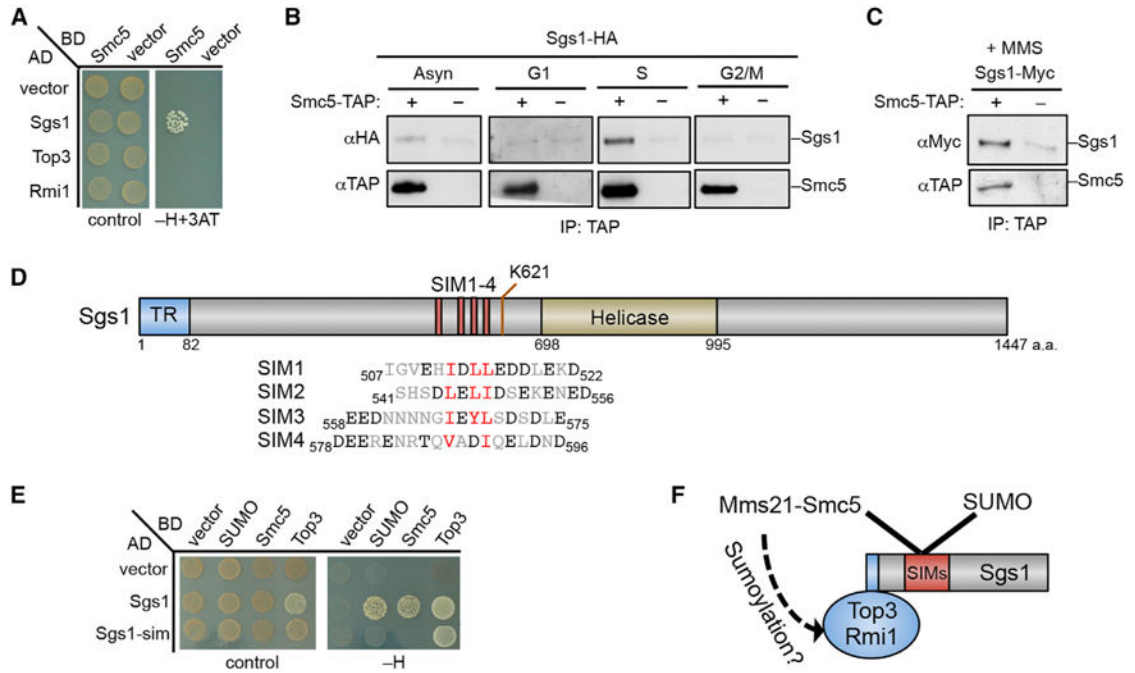 A
BD
AD
Smc5
vector
Smc5
vector
vector
Sgs1
Top3
Rmi1
control
–H+3AT
B
Sgs1-HA
Asyn G1 S G2/M
Smc5-TAP: + – + – + – + –
αHA –Sgs1
αTAP –Smc5
IP: TAP
C
+ MMS
Sgs1-Myc
Smc5-TAP: + –
αMyc –Sgs1
αTAP –Smc5
IP: TAP
D
SIM1-4 K621
Sgs1 TR Helicase
1 82 698 995 1447 a.a.
SIM1 507IGVEHIDLLEDDLEKD522
SIM2 541SHSDLELIDSEKENED556
SIM3 558EEDNNNNGIEYLSDSDLE575
SIM4 578DEERENRTQVADIQELDND596
E
BD
AD
vector
SUMO
Smc5
Top3
vector
SUMO
Smc5
Top3
vector
Sgs1
Sgs1-sim
control
–H
F
Mms21-Smc5 SUMO
Sumoylation?
SIMs Sgs1
Top3
Rmi1